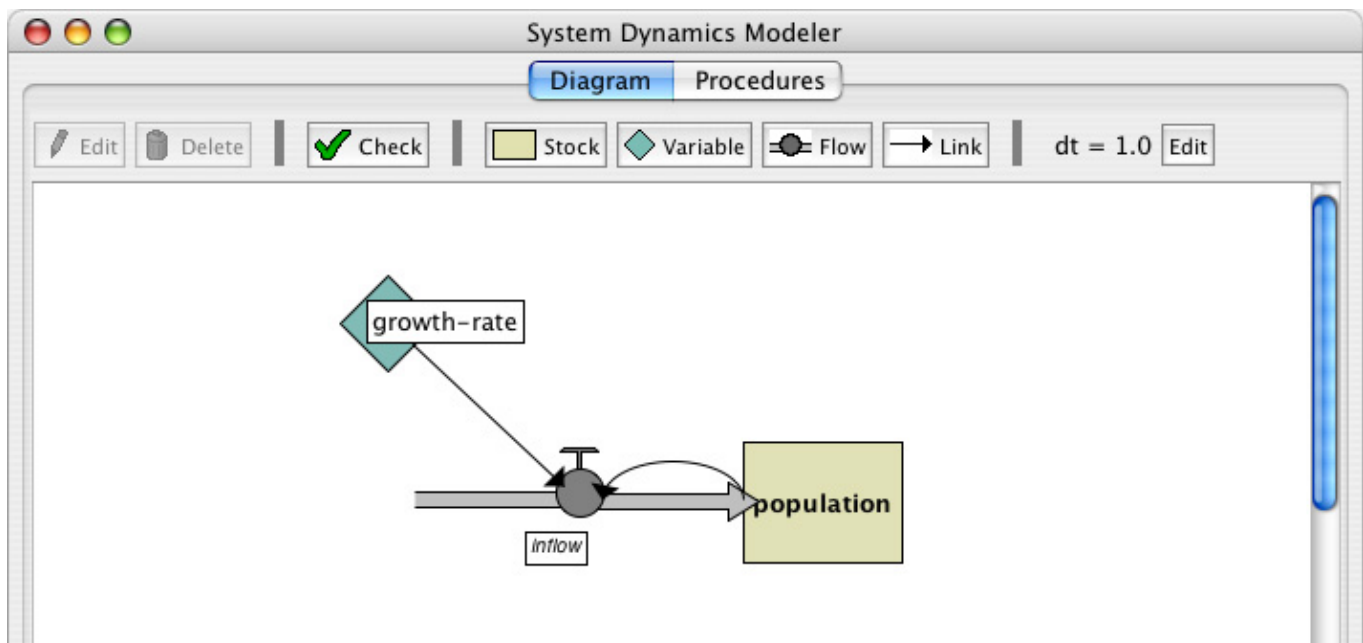 System Dynamics Modeler
Diagram Procedures
Edit Delete Check Stock Variable Flow Link dt = 1.0 Edit
growth-rate
population
inflow